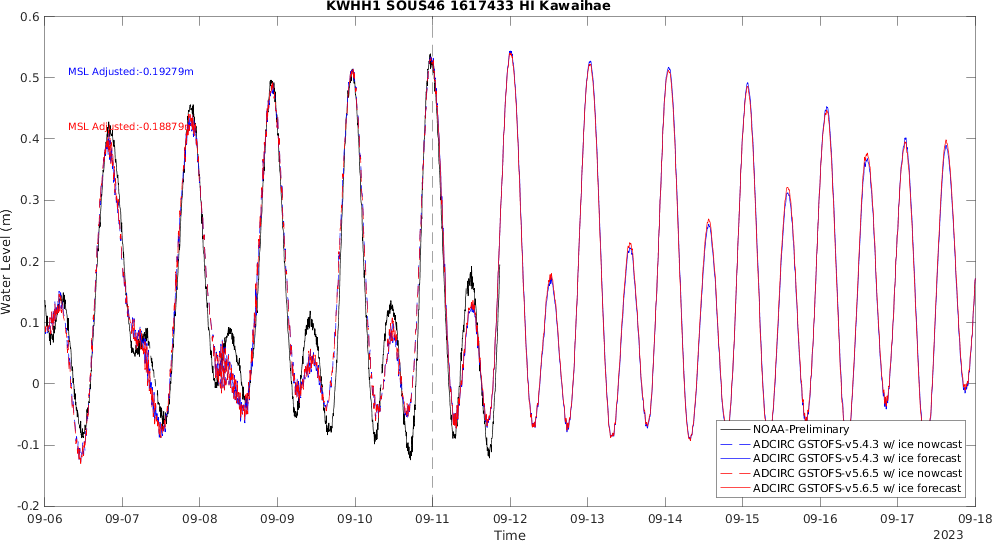 KWHH1 SOUS46 1617433 HI Kawaihae
0.6
0.5
0.4
0.3
0.2
0.1
0
-0.1
-0.2
Water Level (m)
MSL Adjusted:-0.19279m
MSL Adjusted:-0.18879m
NOAA-Preliminary
ADCIRC GSTOFS-v5.4.3 w/ ice nowcast
ADCIRC GSTOFS-v5.4.3 w/ ice forecast
ADCIRC GSTOFS-v5.6.5 w/ ice nowcast
ADCIRC GSTOFS-v5.6.5 w/ ice forecast
09-06 09-07 09-08 09-09 09-10 09-11 09-12 09-13 09-14 09-15 09-16 09-17 09-18
Time
2023